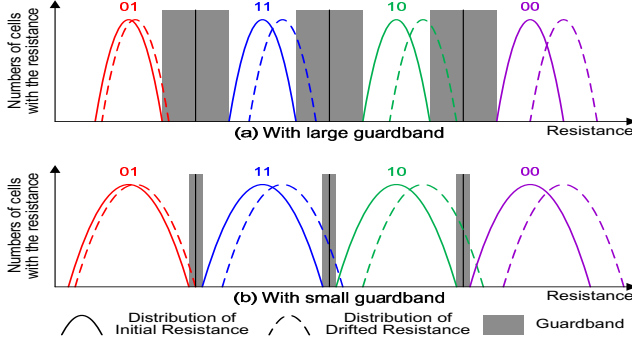 01 11 10 00
Numbers of cells
with the resistance
(a) With large guardband
Resistance
01 11 10 00
Numbers of cells
with the resistance
(b) With small guardband
Resistance
Distribution of
Initial Resistance
Distribution of
Drifted Resistance
Guardband